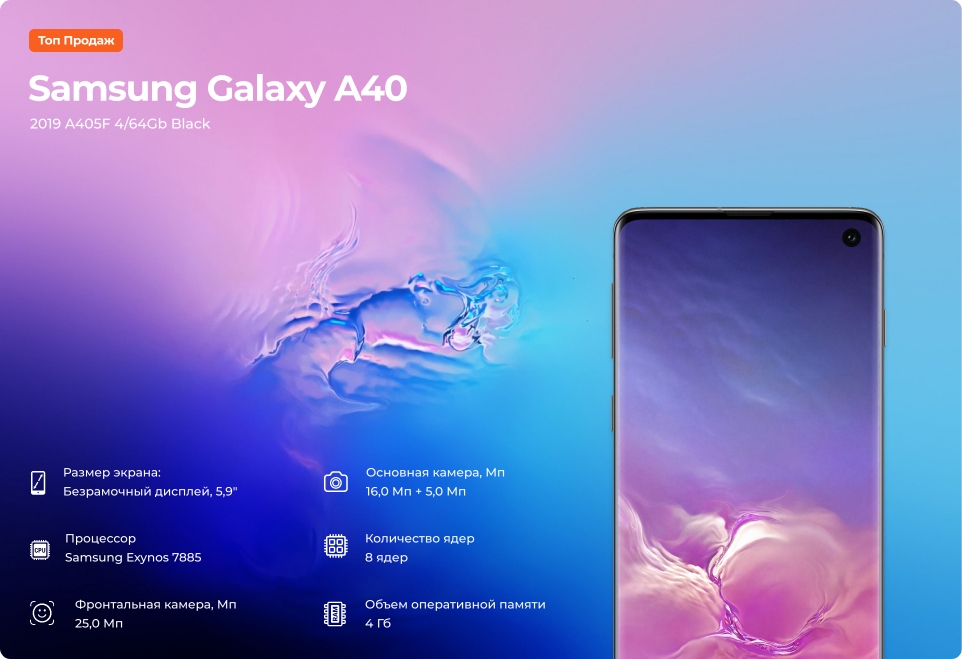 Топ Продаж
Samsung Galaxy A40
2019 A405F 4/64Gb Black
Размер экрана:
Безрамочный дисплей, 5,9"
Основная камера, Мп
16,0 Мп + 5,0 Мп
CPU
Процессор
Samsung Exynos 7885
Количество ядер
8 ядер
Фронтальная камера, Мп
25,0 Мп
Объем оперативной памяти
4 Гб